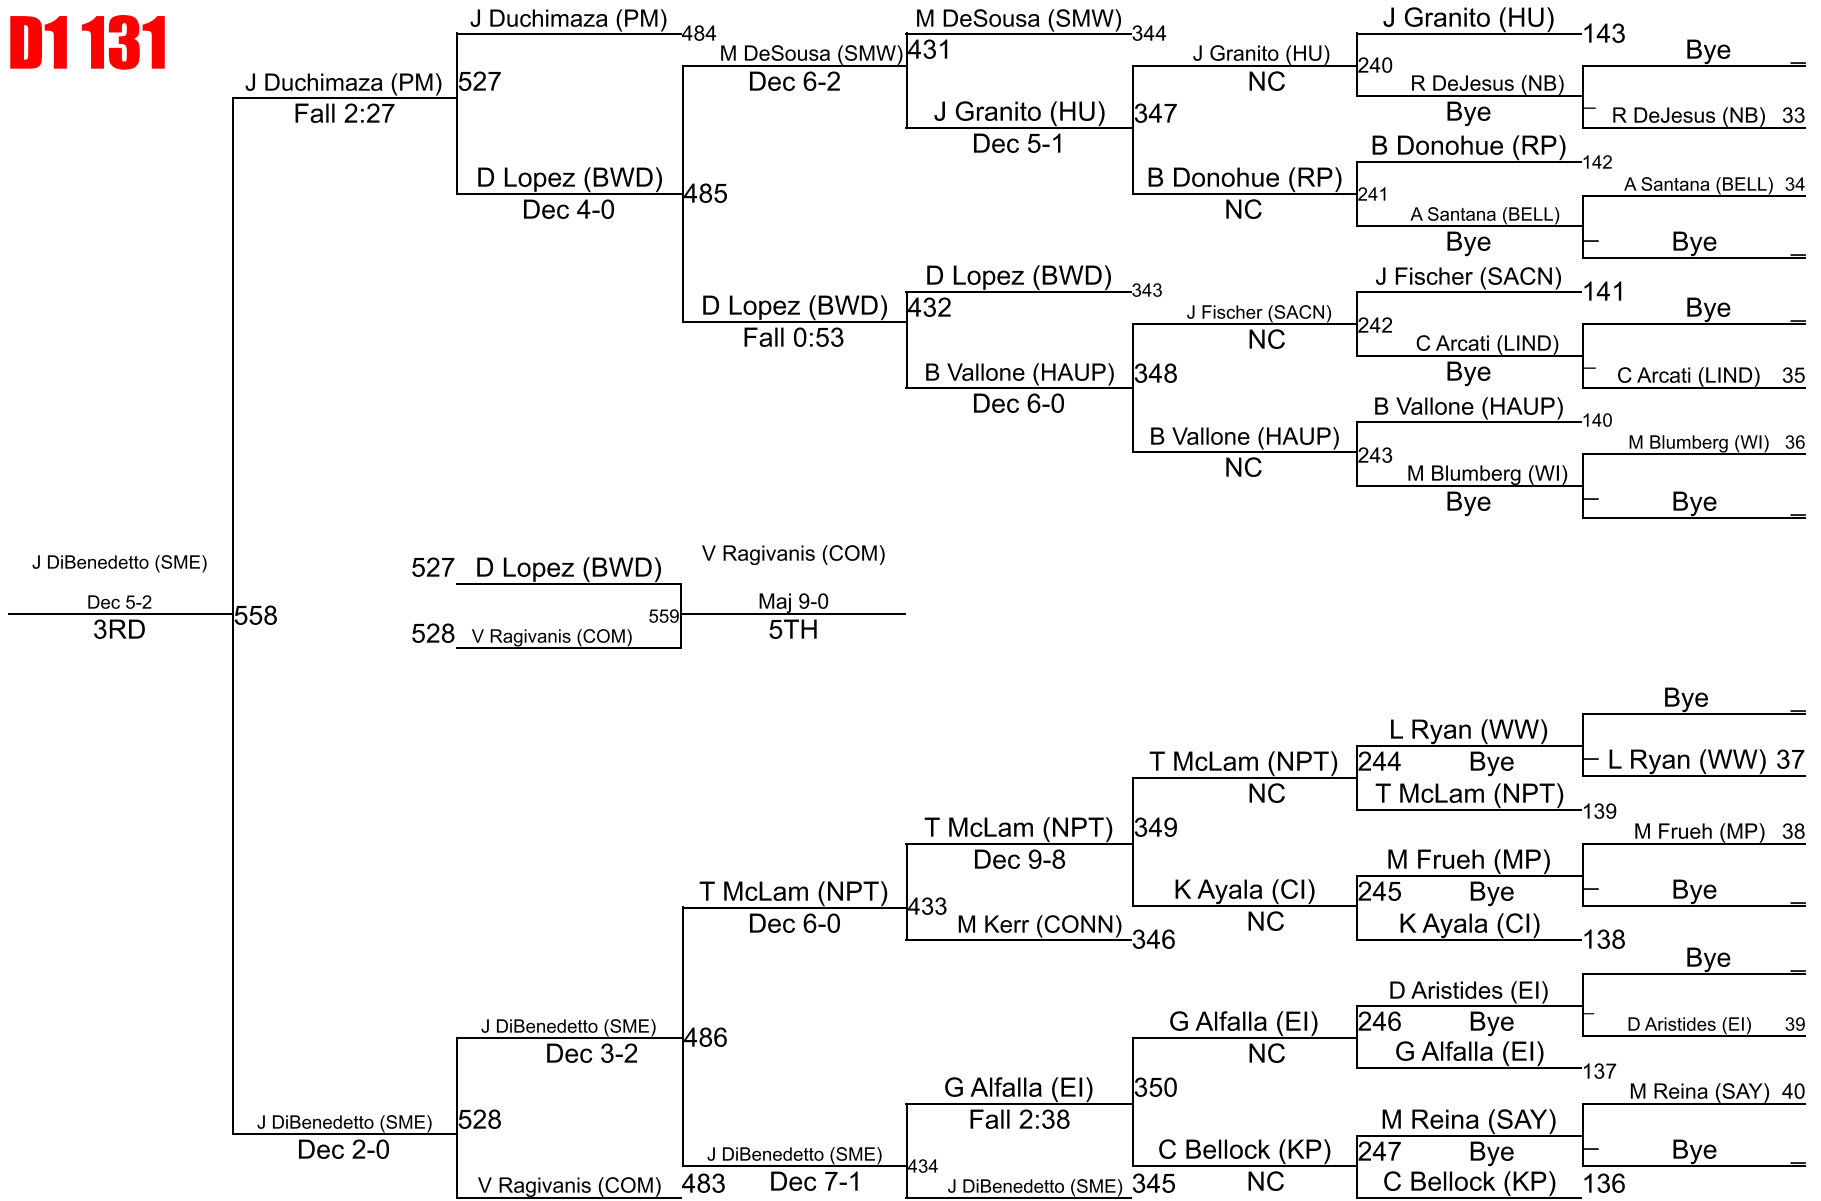 D1 131
J Duchimaza (PM)
484
M DeSousa (SMW)
344
J Granito (HU)
143
Bye _
M DeSousa (SMW)
431
J Granito (HU)
240
J Duchimaza (PM)
527
Dec 6-2
NC
R DeJesus (NB)
Fall 2:27
J Granito (HU)
347
Bye
_
R DeJesus (NB) 33
Dec 5-1
B Donohue (RP)
142
D Lopez (BWD)
485
B Donohue (RP)
241
A Santana (BELL) 34
Dec 4-0
NC
A Santana (BELL)
Bye
_
Bye _
D Lopez (BWD)
343
J Fischer (SACN)
141
D Lopez (BWD)
432
J Fischer (SACN)
242
Bye _
Fall 0:53
NC
C Arcati (LIND)
B Vallone (HAUP)
348
Bye
_
C Arcati (LIND) 35
Dec 6-0
B Vallone (HAUP)
140
B Vallone (HAUP)
243
M Blumberg (WI) 36
NC
M Blumberg (WI)
Bye
_
Bye _
J DiBenedetto (SME)
527 D Lopez (BWD)
V Ragivanis (COM)
Dec 5-2
558
559
Maj 9-0
3RD
528 V Ragivanis (COM)
5TH
Bye _
L Ryan (WW)
T McLam (NPT)
244
Bye
_
L Ryan (WW) 37
NC
T McLam (NPT)
139
T McLam (NPT)
349
M Frueh (MP) 38
Dec 9-8
M Frueh (MP)
T McLam (NPT)
433
K Ayala (CI)
245
Bye
_
Bye _
Dec 6-0
M Kerr (CONN)
346
NC
K Ayala (CI)
138
Bye _
D Aristides (EI)
J DiBenedetto (SME)
486
G Alfalla (EI)
246
Bye
_
D Aristides (EI) 39
Dec 3-2
NC
G Alfalla (EI)
137
G Alfalla (EI)
350
M Reina (SAY) 40
J DiBenedetto (SME)
528
Fall 2:38
M Reina (SAY)
Dec 2-0
J DiBenedetto (SME)
434
C Bellock (KP)
247
Bye
_
Bye _
V Ragivanis (COM)
483
Dec 7-1
J DiBenedetto (SME)
345
NC
C Bellock (KP)
136